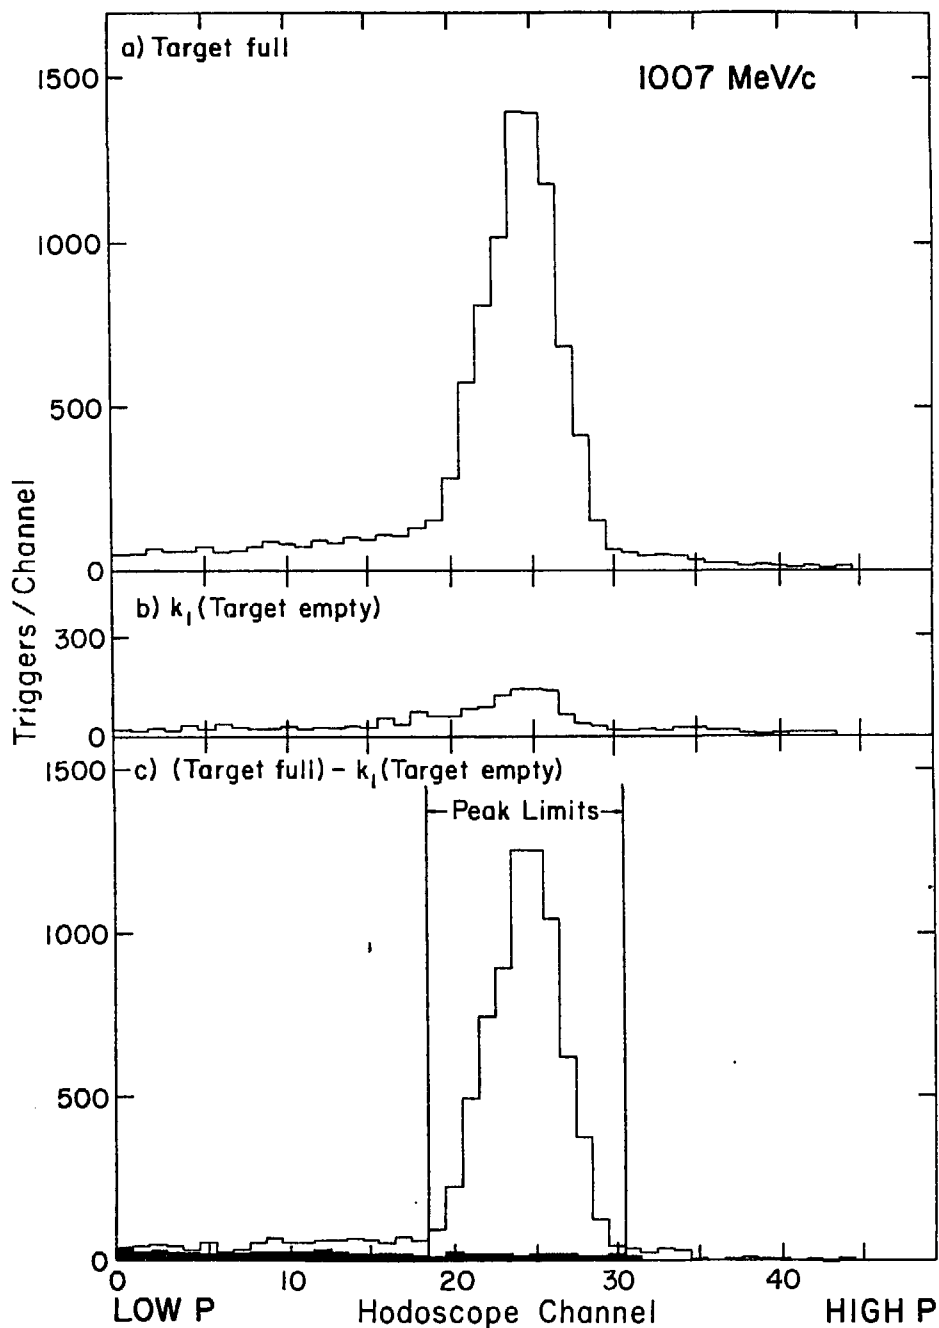 a) Target full
1007 MeV/c
1500
1000
500
0
Triggers/Channel
b) k₁(Target empty)
300
0
c) (Target full) – k₁(Target empty)
1500
Peak Limits
1000
500
0
0 10 20 30 40
LOW P Hodoscope Channel HIGH P